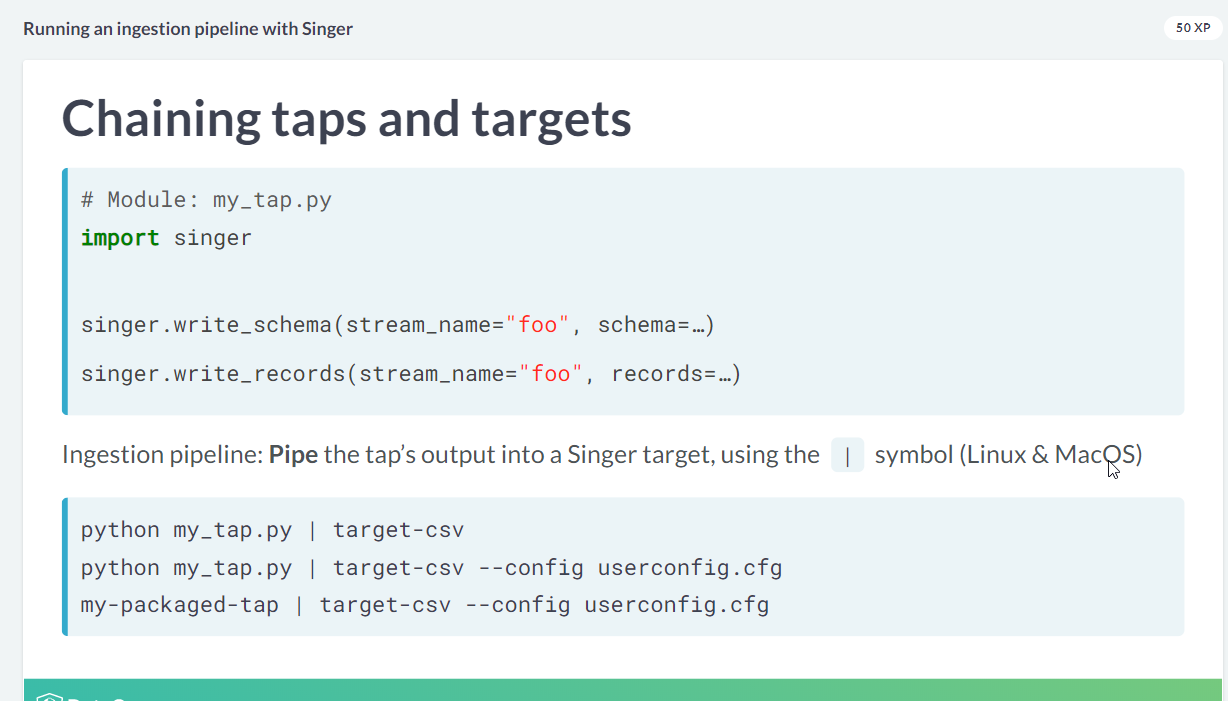 Running an ingestion pipeline with Singer
50 XP
Chaining taps and targets
# Module: my_tap.py
import singer
singer.write_schema(stream_name="foo", schema=…)
singer.write_records(stream_name="foo", records=…)
Ingestion pipeline: Pipe the tap’s output into a Singer target, using the | symbol (Linux & MacOS)
python my_tap.py | target-csv
python my_tap.py | target-csv --config userconfig.cfg
my-packaged-tap | target-csv --config userconfig.cfg